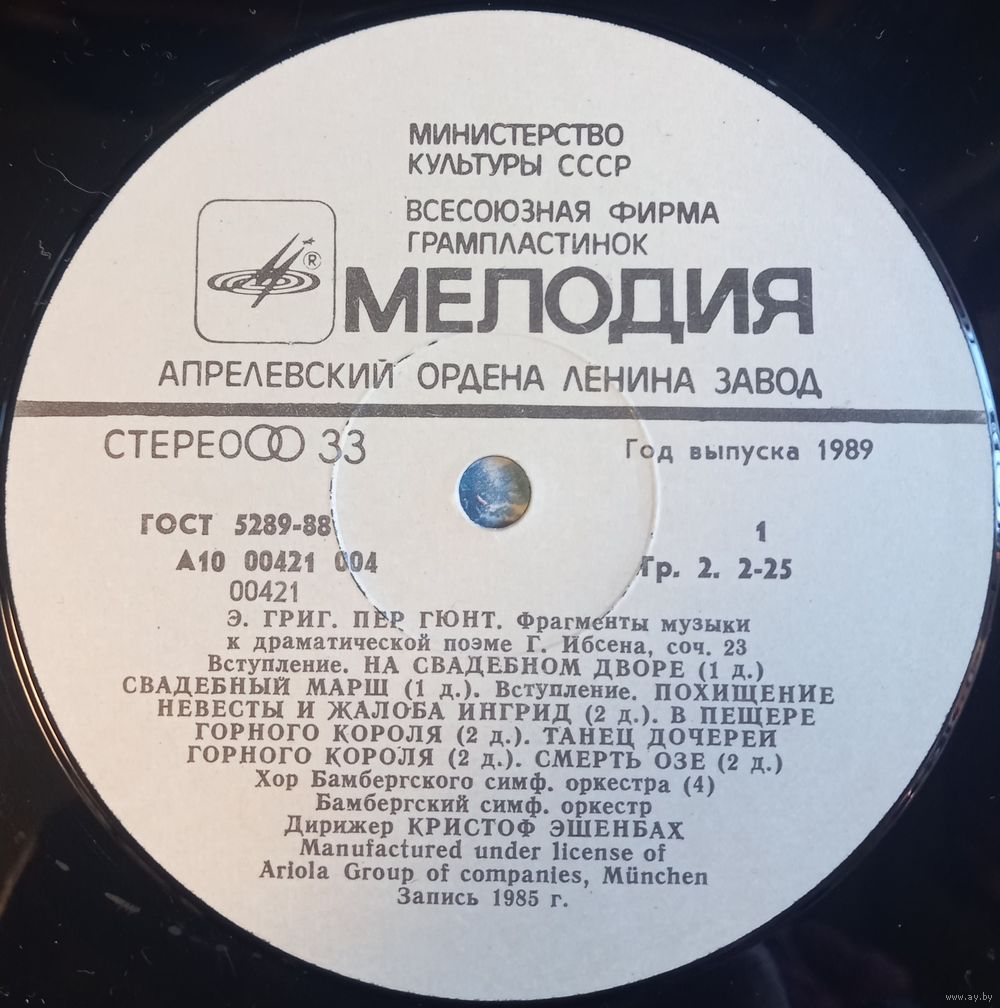 МИНИСТЕРСТВО
КУЛЬТУРЫ СССР
ВСЕСОЮЗНАЯ ФИРМА
ГРАМПЛАСТИНОК
®
МЕЛОДИЯ
АПРЕЛЕВСКИЙ ОРДЕНА ЛЕНИНА ЗАВОД
СТЕРЕО 33
Год выпуска 1989
ГОСТ 5289-88
1
А10 00421 004
Гр. 2. 2-25
00421
Э. ГРИГ. ПЕР ГЮНТ. Фрагменты музыки
к драматической поэме Г. Ибсена, соч. 23
Вступление. НА СВАДЕБНОМ ДВОРЕ (1 д.)
СВАДЕБНЫЙ МАРШ (1 д.). Вступление. ПОХИЩЕНИЕ
НЕВЕСТЫ И ЖАЛОБА ИНГРИД (2 д.). В ПЕЩЕРЕ
ГОРНОГО КОРОЛЯ (2 д.). ТАНЕЦ ДОЧЕРЕЙ
ГОРНОГО КОРОЛЯ (2 д.). СМЕРТЬ ОЗЕ (2 д.)
Хор Бамбергского симф. оркестра (4)
Бамбергский симф. оркестр
Дирижер КРИСТОФ ЭШЕНБАХ
Manufactured under license of
Ariola Group of companies, München
Запись 1985 г.
www.ay.by